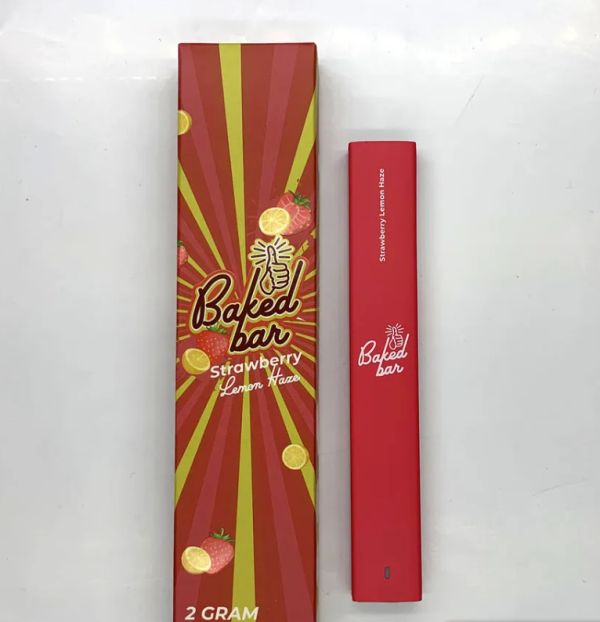 Baked
bar
Strawberry
Lemon Haze
2 GRAM
Strawberry Lemon Haze
Baked
bar